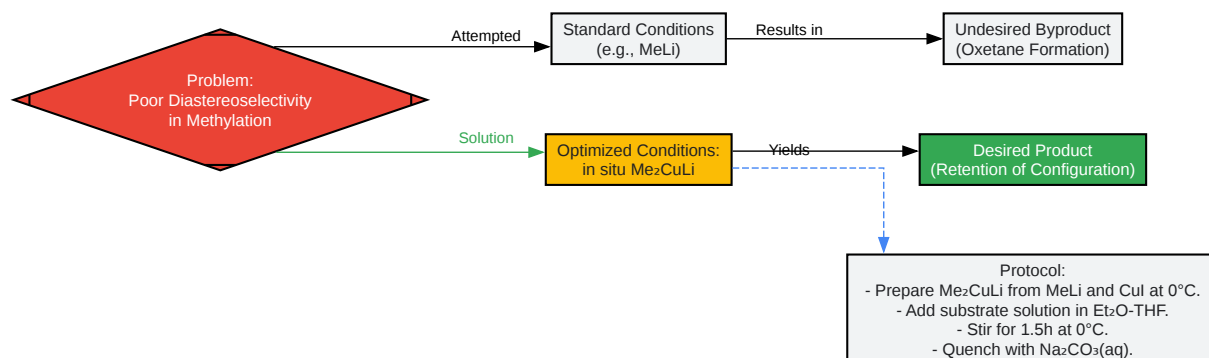 Problem:
Poor Diastereoselectivity
in Methylation
Attempted
Standard Conditions
(e.g., MeLi)
Results in
Undesired Byproduct
(Oxetane Formation)
Solution
Optimized Conditions:
in situ Me₂CuLi
Yields
Desired Product
(Retention of Configuration)
Protocol:
- Prepare Me₂CuLi from MeLi and CuI at 0°C.
- Add substrate solution in Et₂O-THF.
- Stir for 1.5h at 0°C.
- Quench with Na₂CO₃(aq).